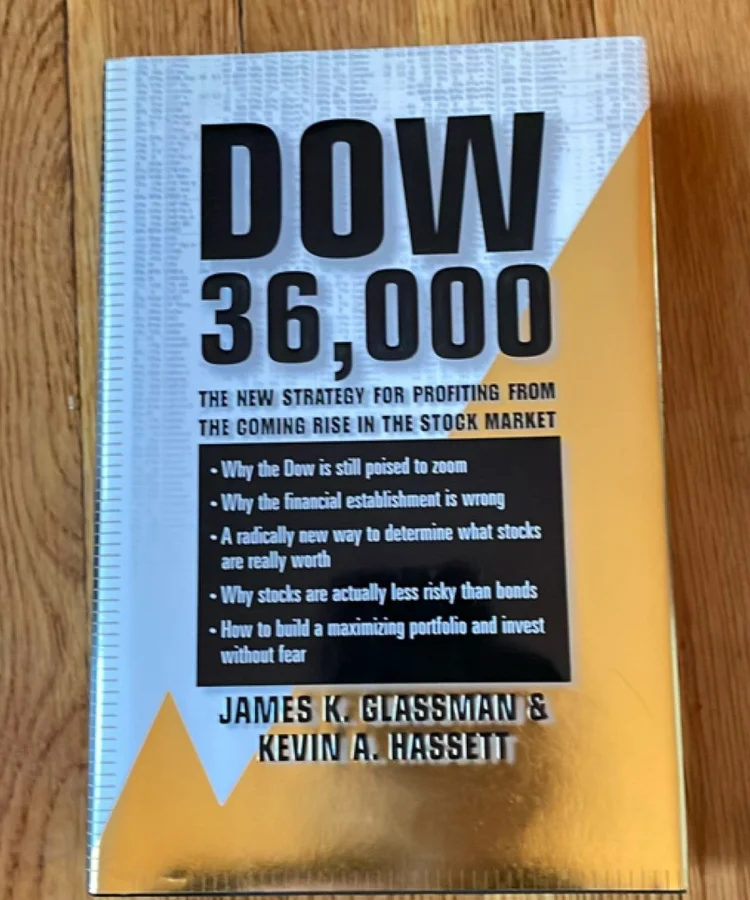 DOW
36,000
THE NEW STRATEGY FOR PROFITING FROM
THE COMING RISE IN THE STOCK MARKET
• Why the Dow is still poised to zoom
• Why the financial establishment is wrong
• A radically new way to determine what stocks
are really worth
• Why stocks are actually less risky than bonds
• How to build a maximizing portfolio and invest
without fear
JAMES K. GLASSMAN &
KEVIN A. HASSETT